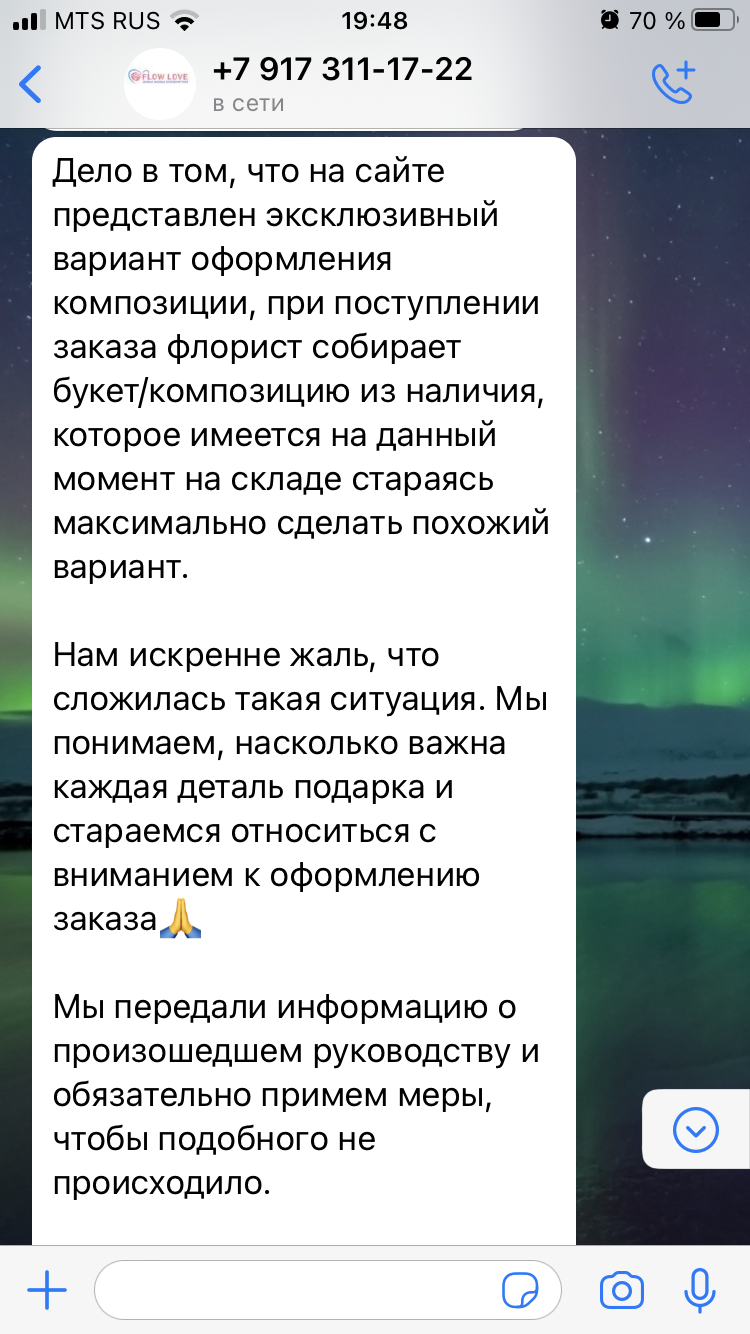 MTS RUS 19:48 70 %
FLOW LOVE
+7 917 311-17-22
в сети
Дело в том, что на сайте
представлен эксклюзивный
вариант оформления
композиции, при поступлении
заказа флорист собирает
букет/композицию из наличия,
которое имеется на данный
момент на складе стараясь
максимально сделать похожий
вариант.
Нам искренне жаль, что
сложилась такая ситуация. Мы
понимаем, насколько важна
каждая деталь подарка и
стараемся относиться с
вниманием к оформлению
заказа🙏
Мы передали информацию о
произошедшем руководству и
обязательно примем меры,
чтобы подобного не
происходило.